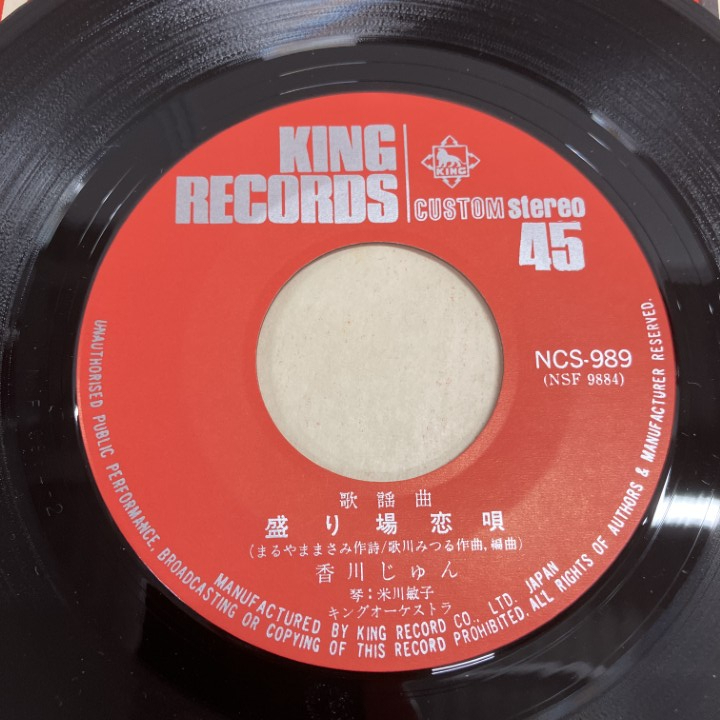 KING
RECORDS
KING
CUSTOM stereo
45
NCS-989
(NSF 9884)
歌謡曲
盛り場恋唄
(まるやままさみ作詩/歌川みつる作曲,編曲)
香川じゅん
琴:米川敏子
キングオーケストラ
MANUFACTURED BY KING RECORD CO., LTD. JAPAN
UNAUTHORISED PUBLIC PERFORMANCE, BROADCASTING OR COPYING OF THIS RECORD PROHIBITED. ALL RIGHTS OF AUTHORS & MANUFACTURER RESERVED.